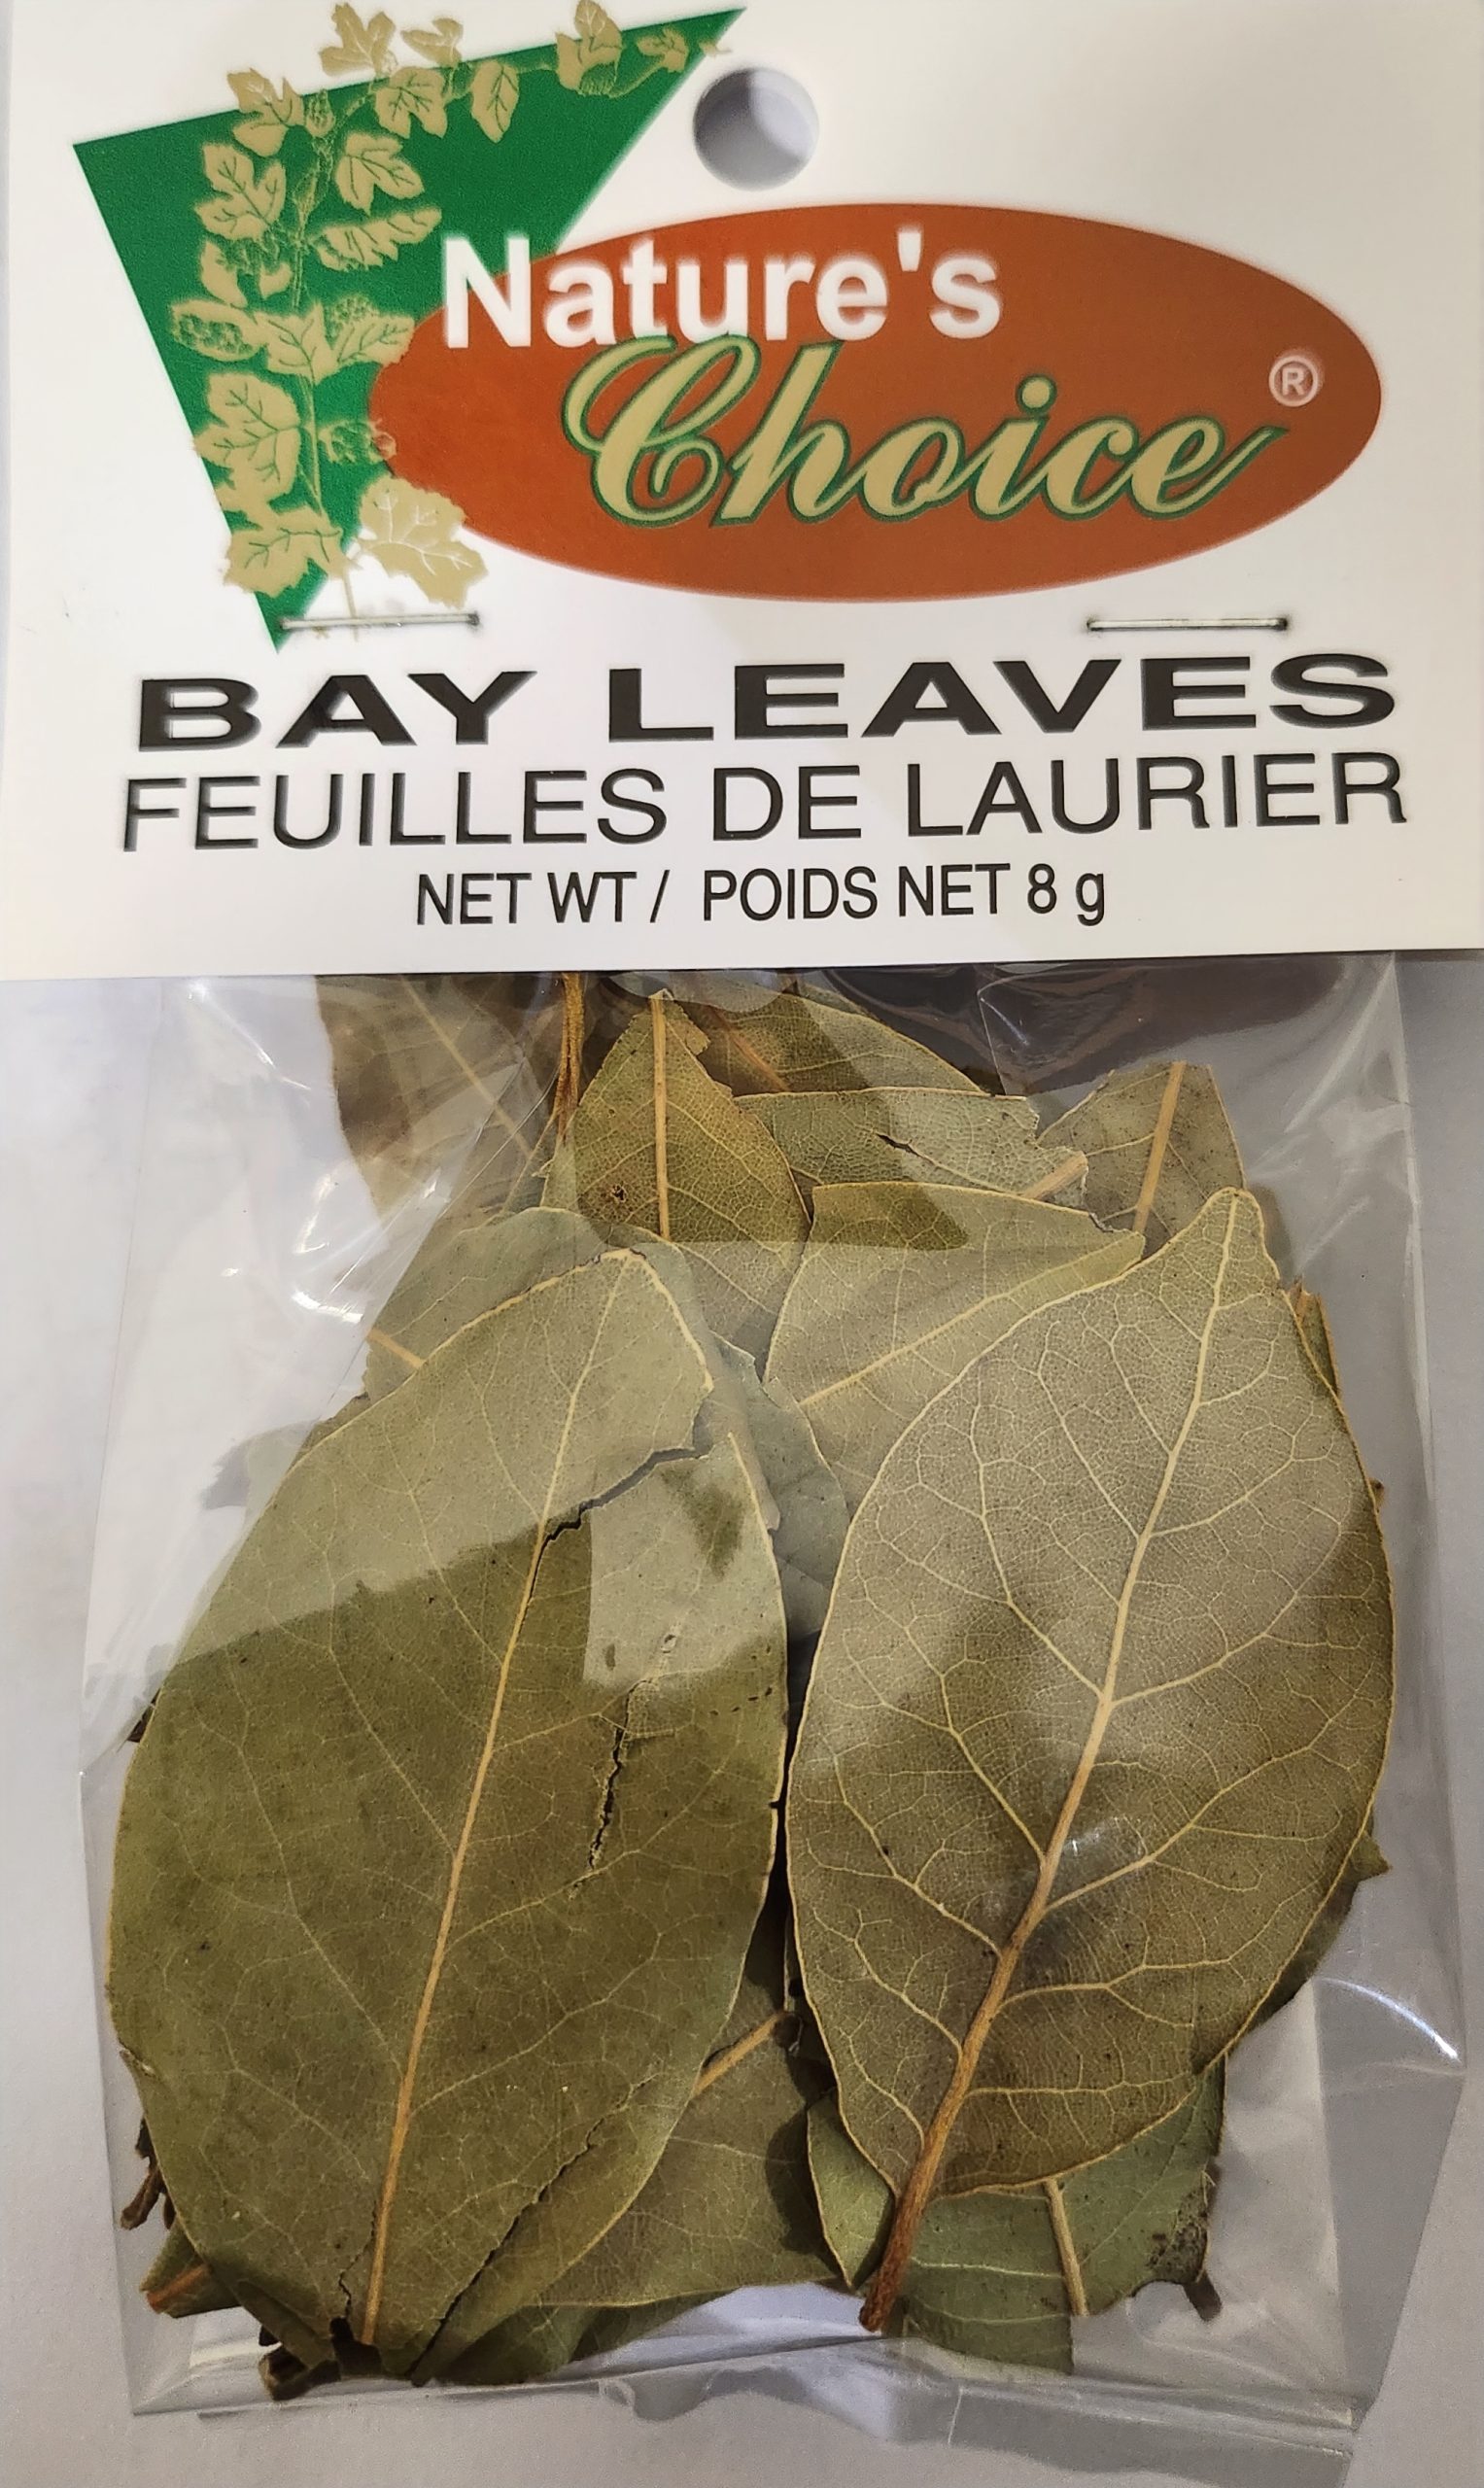 Nature's
Choice ®
BAY LEAVES
FEUILLES DE LAURIER
NET WT / POIDS NET 8 g